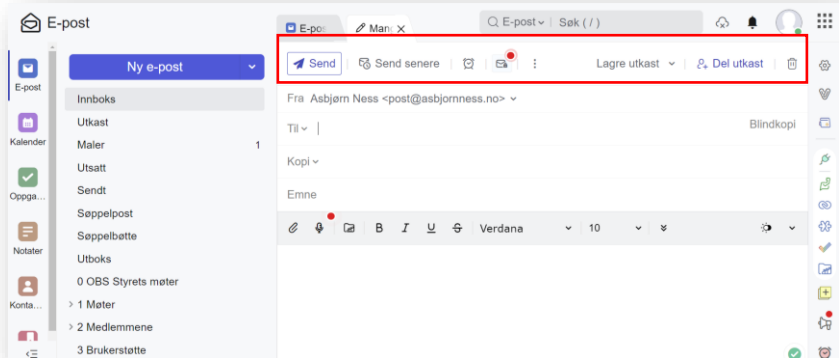 E-post
E-pos
Manc
E-post
Søk ( / )
E-post
Kalender
Oppga...
Notater
Konta...
Ny e-post
Innboks
Utkast
Maler 1
Utsatt
Sendt
Søppelpost
Søppelbøtte
Utboks
0 OBS Styrets møter
1 Møter
2 Medlemmene
3 Brukerstøtte
Send
Send senere
Lagre utkast
Del utkast
Fra Asbjørn Ness <post@asbjornness.no>
Til
Blindkopi
Kopi
Emne
B I U S Verdana 10